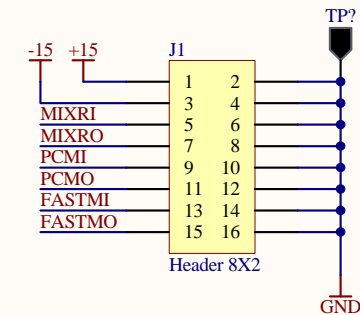 TP?
-15 +15 J1
1 2
3 4
MIXRI 5 6
MIXRO 7 8
PCMI 9 10
PCMO 11 12
FASTMI 13 14
FASTMO 15 16
Header 8X2
GND